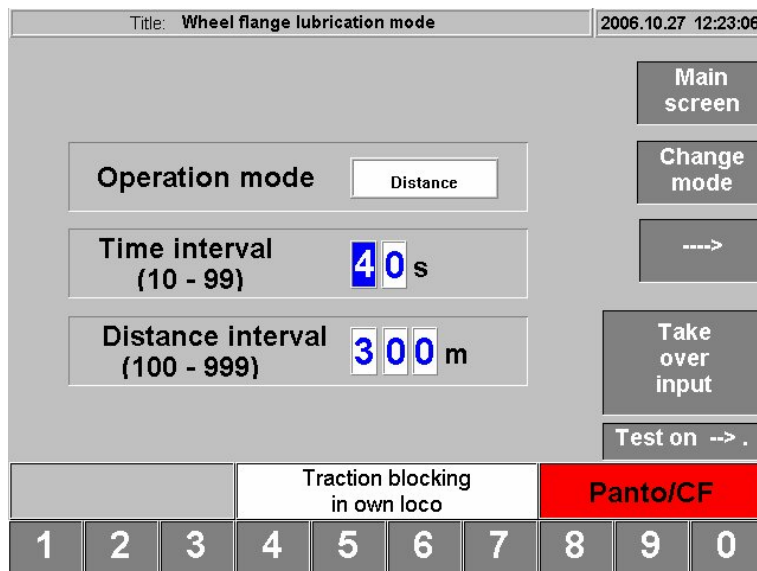 Title: Wheel flange lubrication mode 2006.10.27 12:23:06
Main
screen
Operation mode Distance
Change
mode
Time interval
(10 - 99)
40 s
---->
Distance interval
(100 - 999)
300 m
Take
over
input
Test on --> .
Traction blocking
in own loco
Panto/CF
1 2 3 4 5 6 7 8 9 0